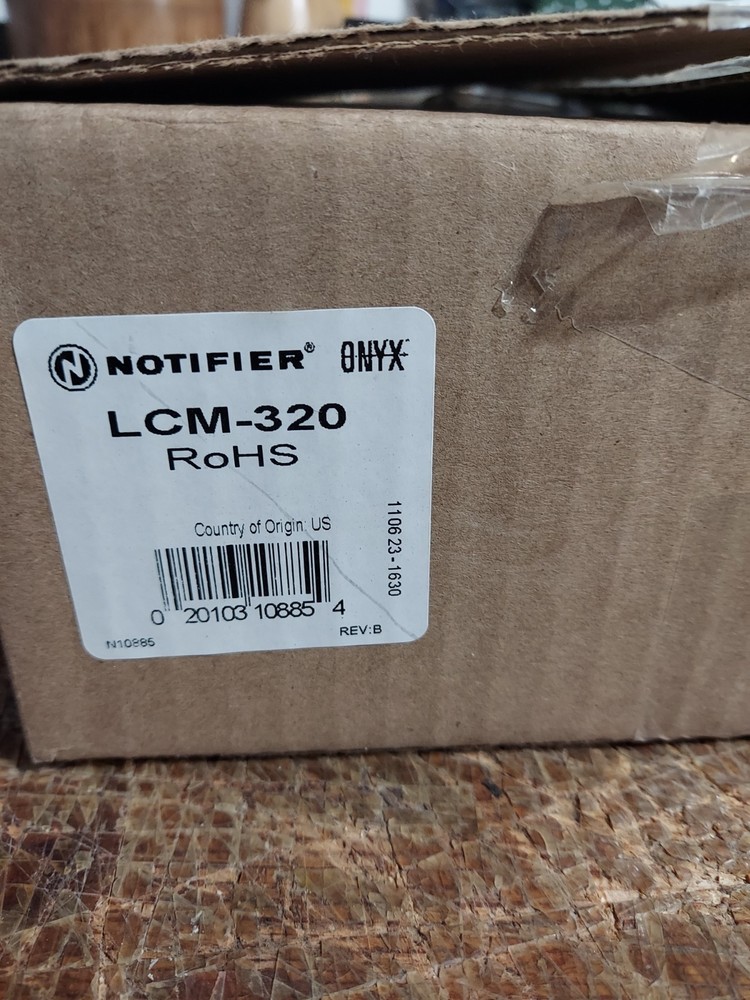 N NOTIFIER® ONYX
LCM-320
RoHS
Country of Origin: US
110623-1630
0 20103 10885 4
N10885 REV:B